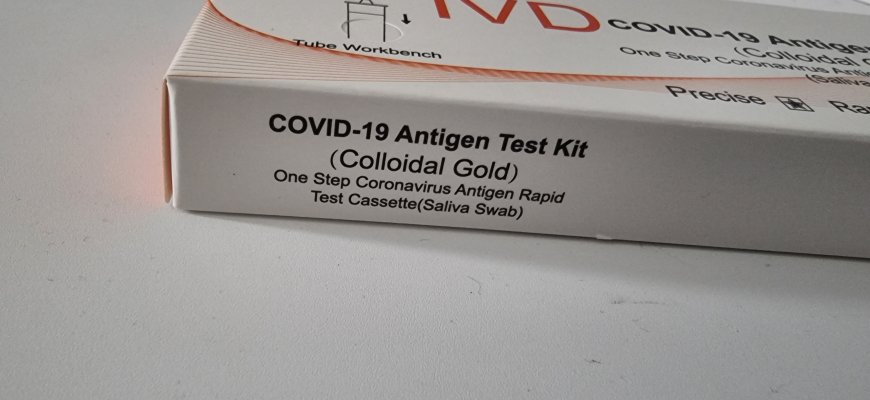 Tube Workbench
IVD
COVID-19
One Step Coronavirus
Precise
COVID-19 Antigen Test Kit
(Colloidal Gold)
One Step Coronavirus Antigen Rapid
Test Cassette(Saliva Swab)